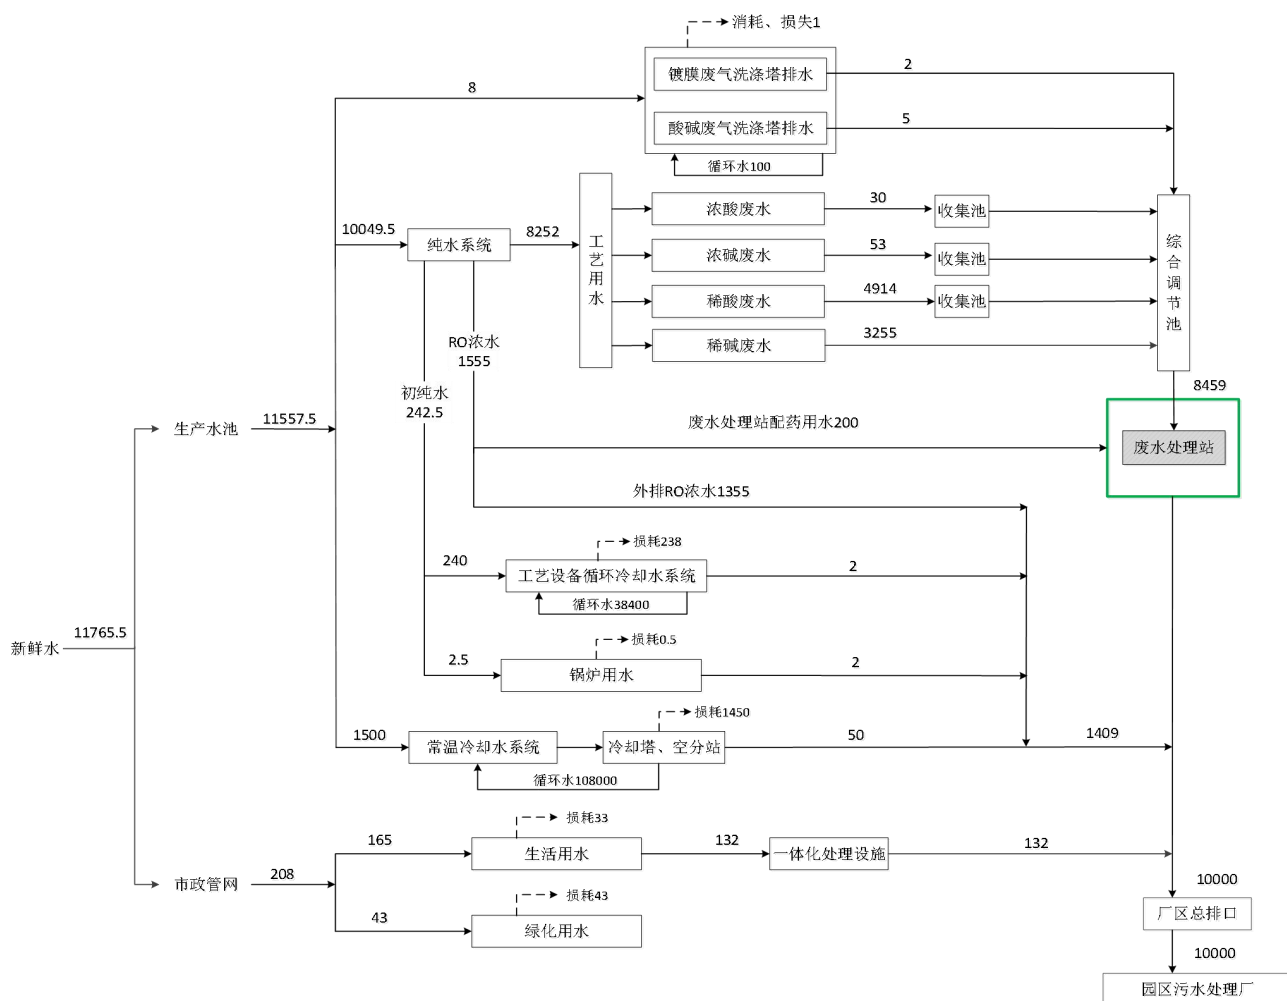 消耗、损失1
镀膜废气洗涤塔排水
2
8
酸碱废气洗涤塔排水
5
循环水100
10049.5
纯水系统
8252
工艺用水
浓酸废水
30
收集池
浓碱废水
53
收集池
稀酸废水
4914
收集池
稀碱废水
3255
综合调节池
RO浓水
1555
初纯水
242.5
8459
生产水池
11557.5
废水处理站配药用水200
废水处理站
外排RO浓水1355
损耗238
240
工艺设备循环冷却水系统
2
循环水38400
新鲜水
11765.5
损耗0.5
2.5
锅炉用水
2
损耗1450
1500
常温冷却水系统
冷却塔、空分站
50
1409
循环水108000
损耗33
165
生活用水
132
一体化处理设施
132
市政管网
208
损耗43
43
绿化用水
10000
厂区总排口
10000
园区污水处理厂